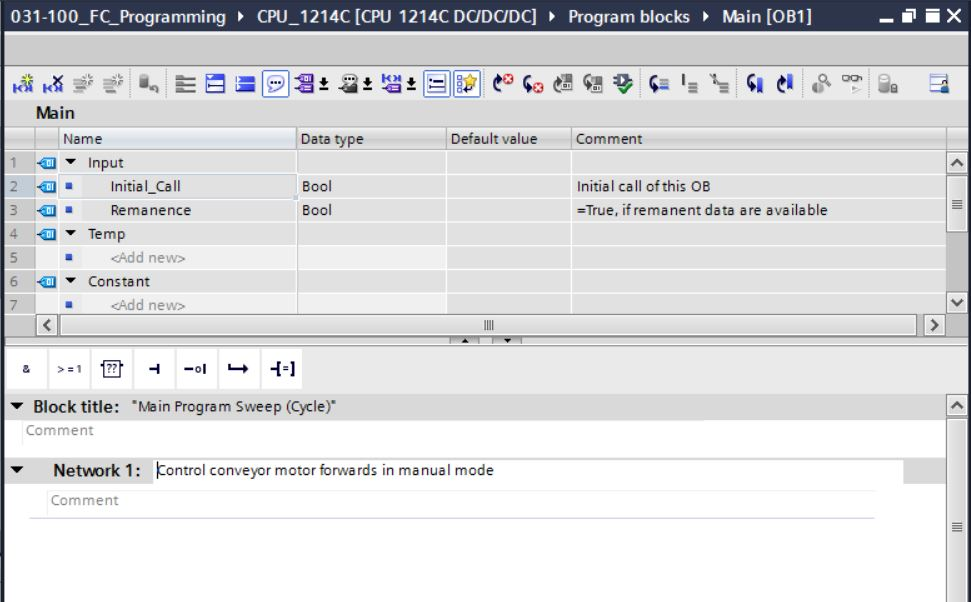 031-100_FC_Programming ▸ CPU_1214C [CPU 1214C DC/DC/DC] ▸ Program blocks ▸ Main [OB1]
Main
Name Data type Default value Comment
1 Input
2 Initial_Call Bool Initial call of this OB
3 Remanence Bool =True, if remanent data are available
4 Temp
5 <Add new>
6 Constant
7 <Add new>
& >=1 ??
Block title: "Main Program Sweep (Cycle)"
Comment
Network 1: Control conveyor motor forwards in manual mode
Comment